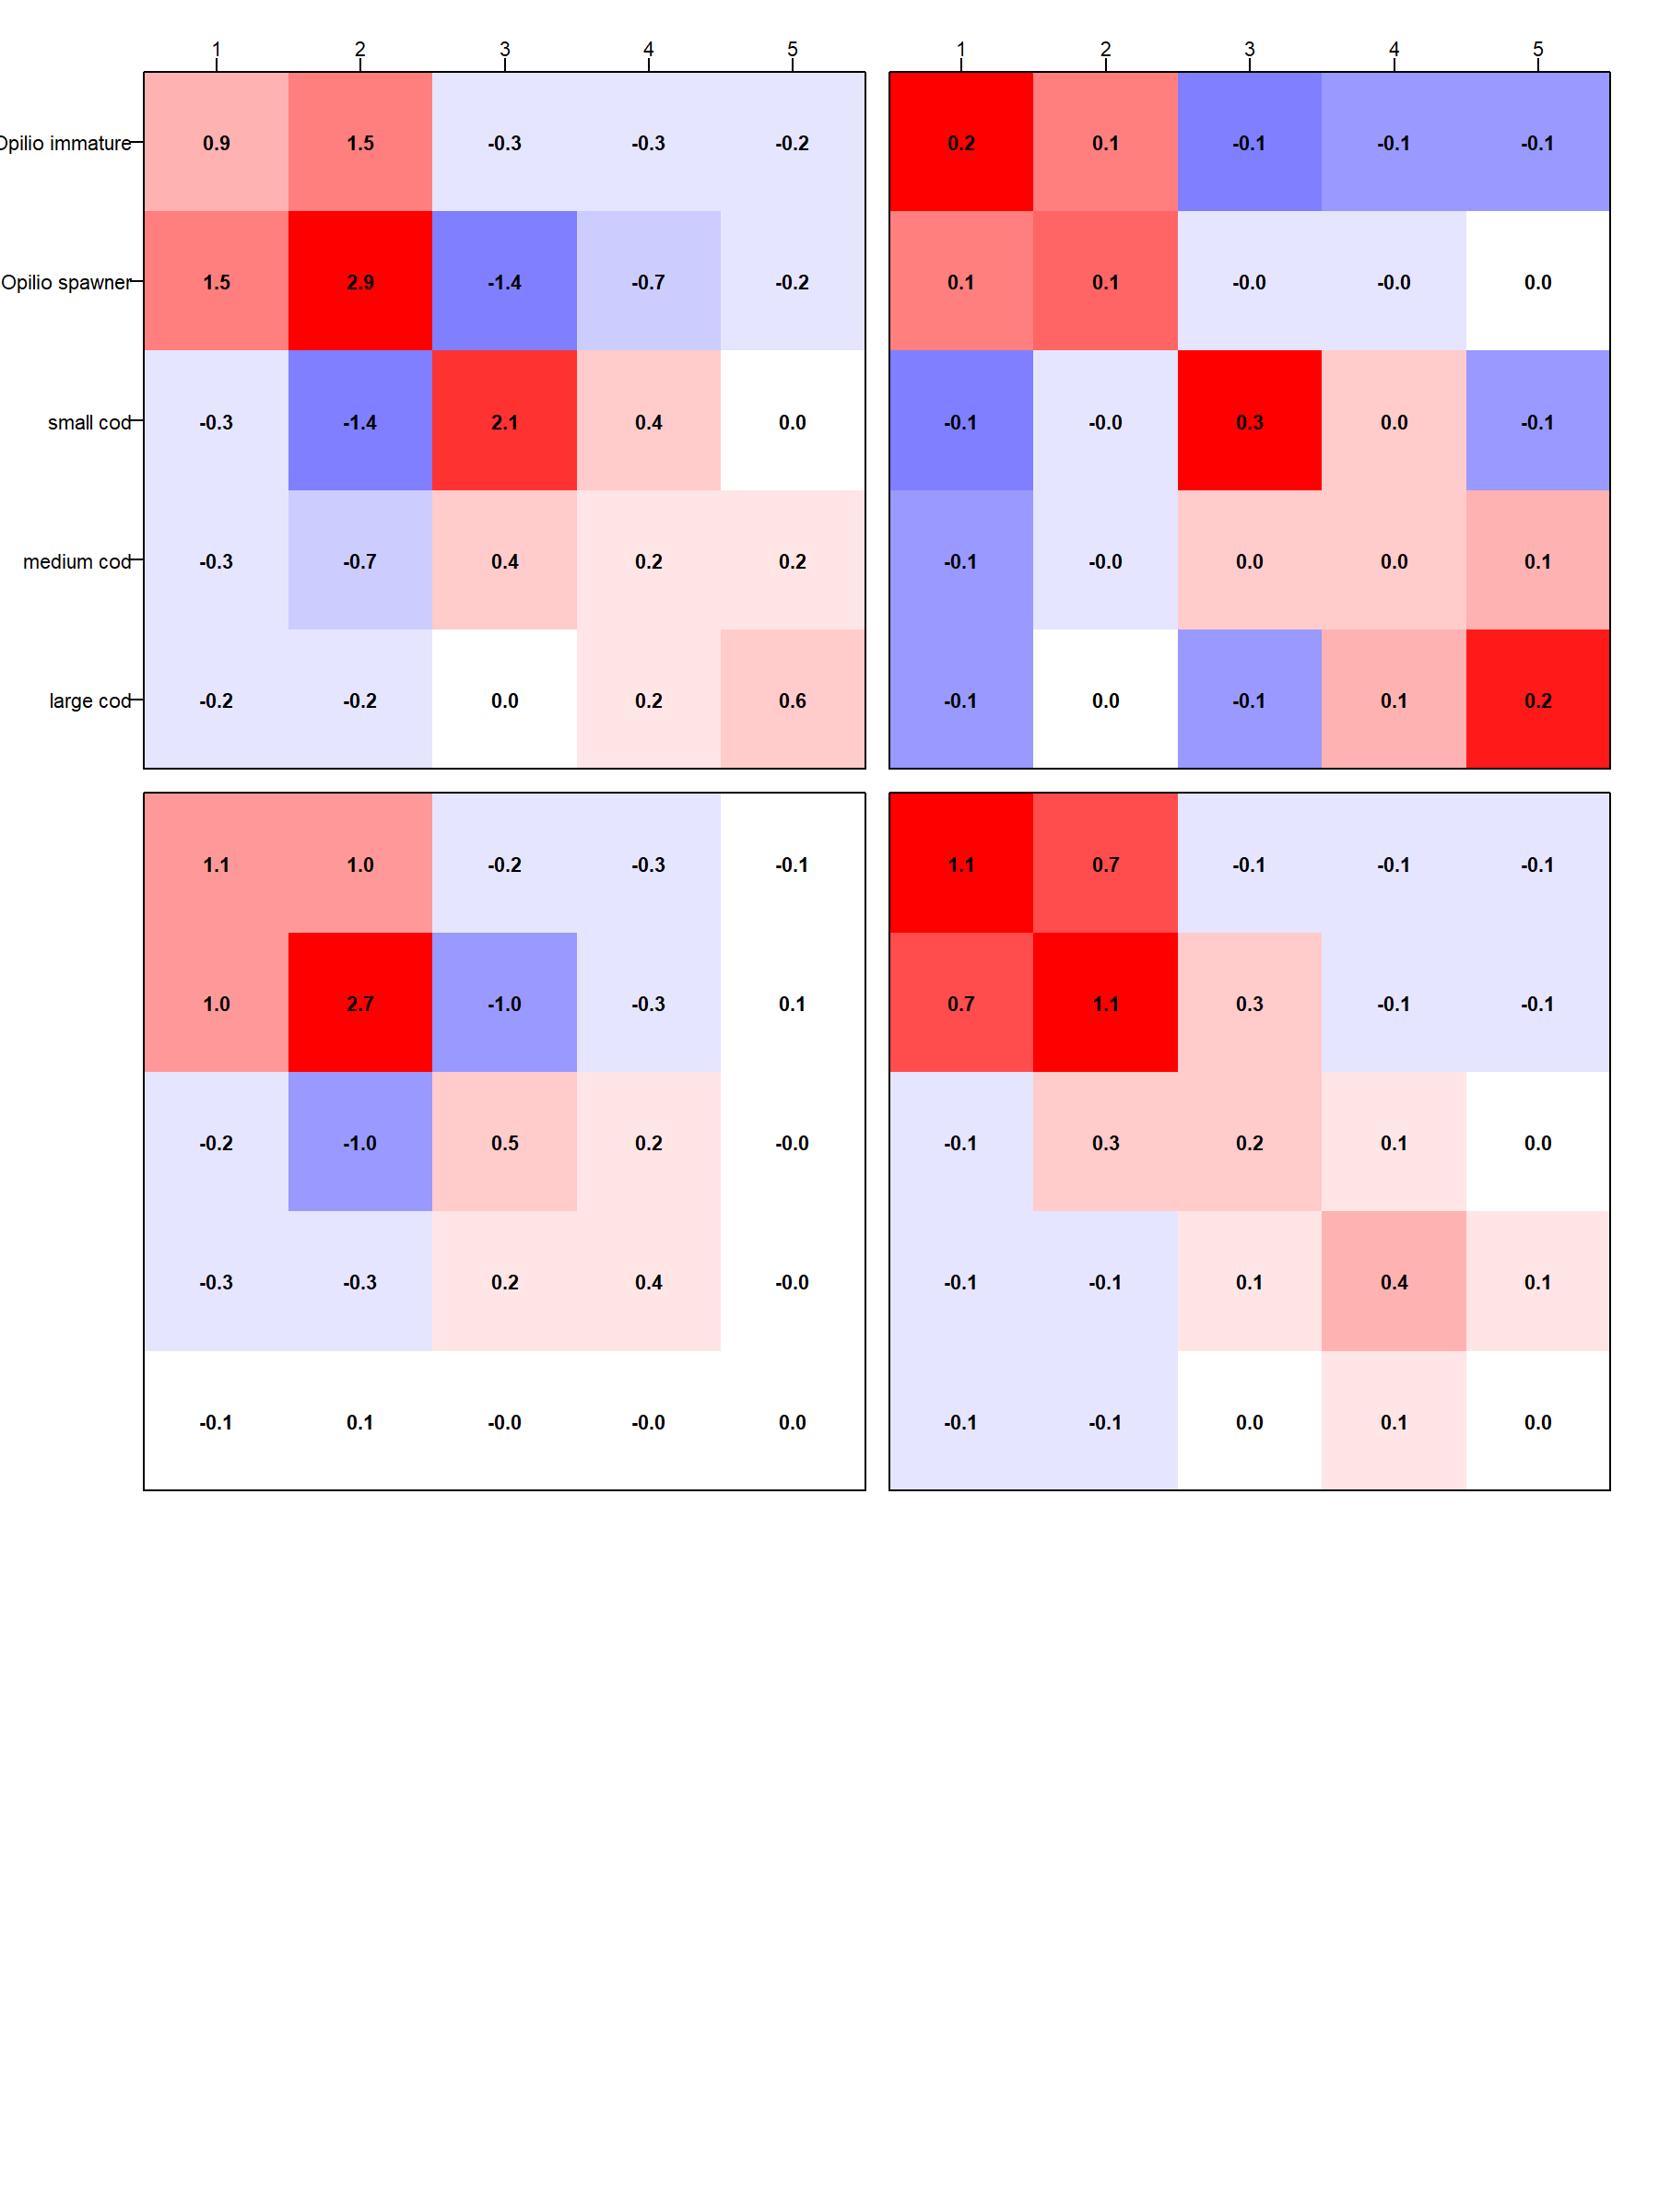 1 2 3 4 5 1 2 3 4 5
Opilio immature 0.9 1.5 -0.3 -0.3 -0.2 0.2 0.1 -0.1 -0.1 -0.1
Opilio spawner 1.5 2.9 -1.4 -0.7 -0.2 0.1 0.1 -0.0 -0.0 0.0
small cod -0.3 -1.4 2.1 0.4 0.0 -0.1 -0.0 0.3 0.0 -0.1
medium cod -0.3 -0.7 0.4 0.2 0.2 -0.1 -0.0 0.0 0.0 0.1
large cod -0.2 -0.2 0.0 0.2 0.6 -0.1 0.0 -0.1 0.1 0.2
1.1 1.0 -0.2 -0.3 -0.1 1.1 0.7 -0.1 -0.1 -0.1
1.0 2.7 -1.0 -0.3 0.1 0.7 1.1 0.3 -0.1 -0.1
-0.2 -1.0 0.5 0.2 -0.0 -0.1 0.3 0.2 0.1 0.0
-0.3 -0.3 0.2 0.4 -0.0 -0.1 -0.1 0.1 0.4 0.1
-0.1 0.1 -0.0 -0.0 0.0 -0.1 -0.1 0.0 0.1 0.0